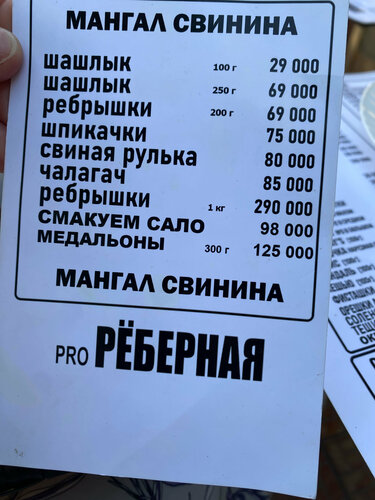 МАНГАЛ СВИНИНА
шашлык 100 г 29 000
шашлык 250 г 69 000
ребрышки 200 г 69 000
шпикачки 75 000
свиная рулька 80 000
чалагач 85 000
ребрышки 1 кг 290 000
СМАКУЕМ САЛО 98 000
МЕДАЛЬОНЫ 300 г 125 000
МАНГАЛ СВИНИНА
PRO РЁБЕРНАЯ
ФИСТАШКИ
ОРЕШКИ